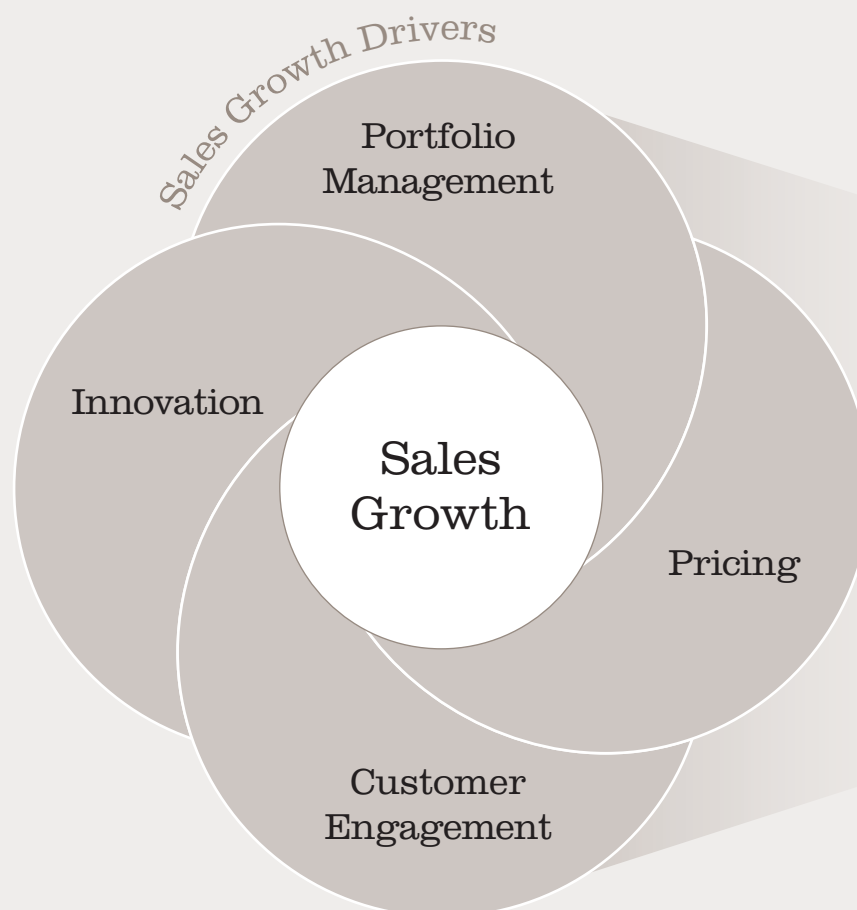 Sales Growth Drivers
Portfolio
Management
Innovation
Sales
Growth
Pricing
Customer
Engagement